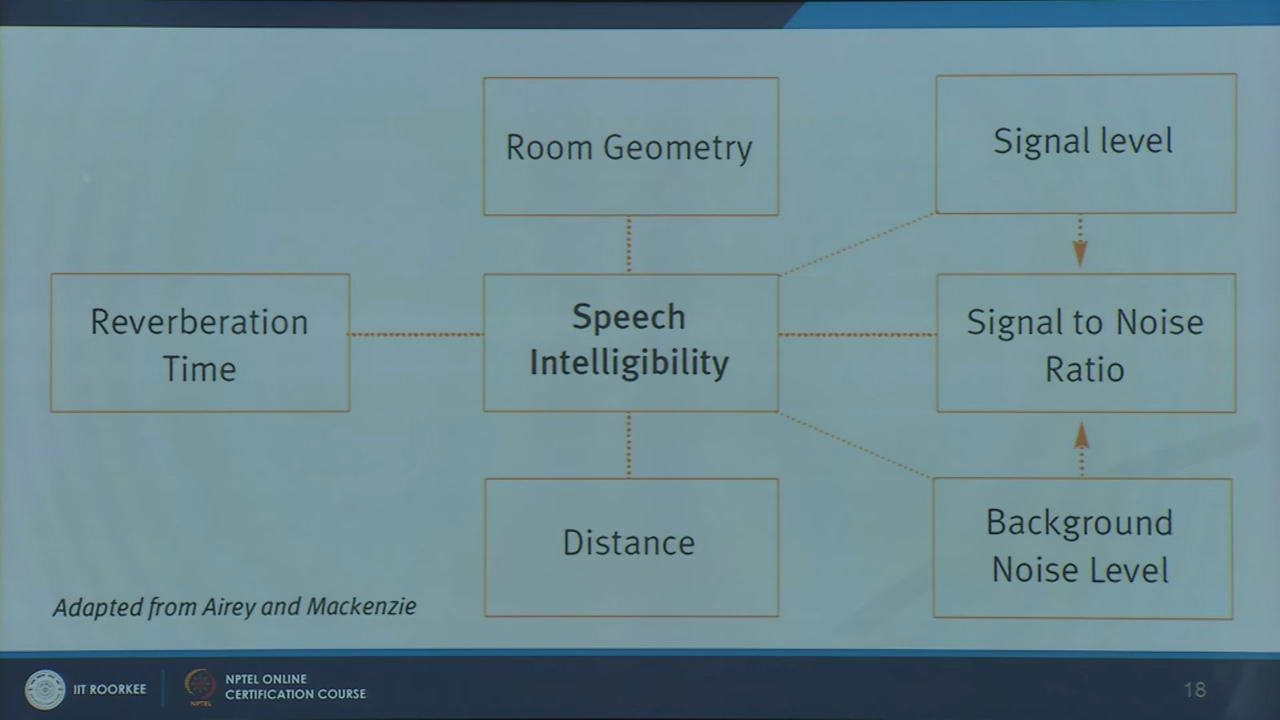 Room Geometry
Signal level
Reverberation
Time
Speech
Intelligibility
Signal to Noise
Ratio
Distance
Background
Noise Level
Adapted from Airey and Mackenzie
IIT ROORKEE
NPTEL ONLINE
CERTIFICATION COURSE
NPTEL
18